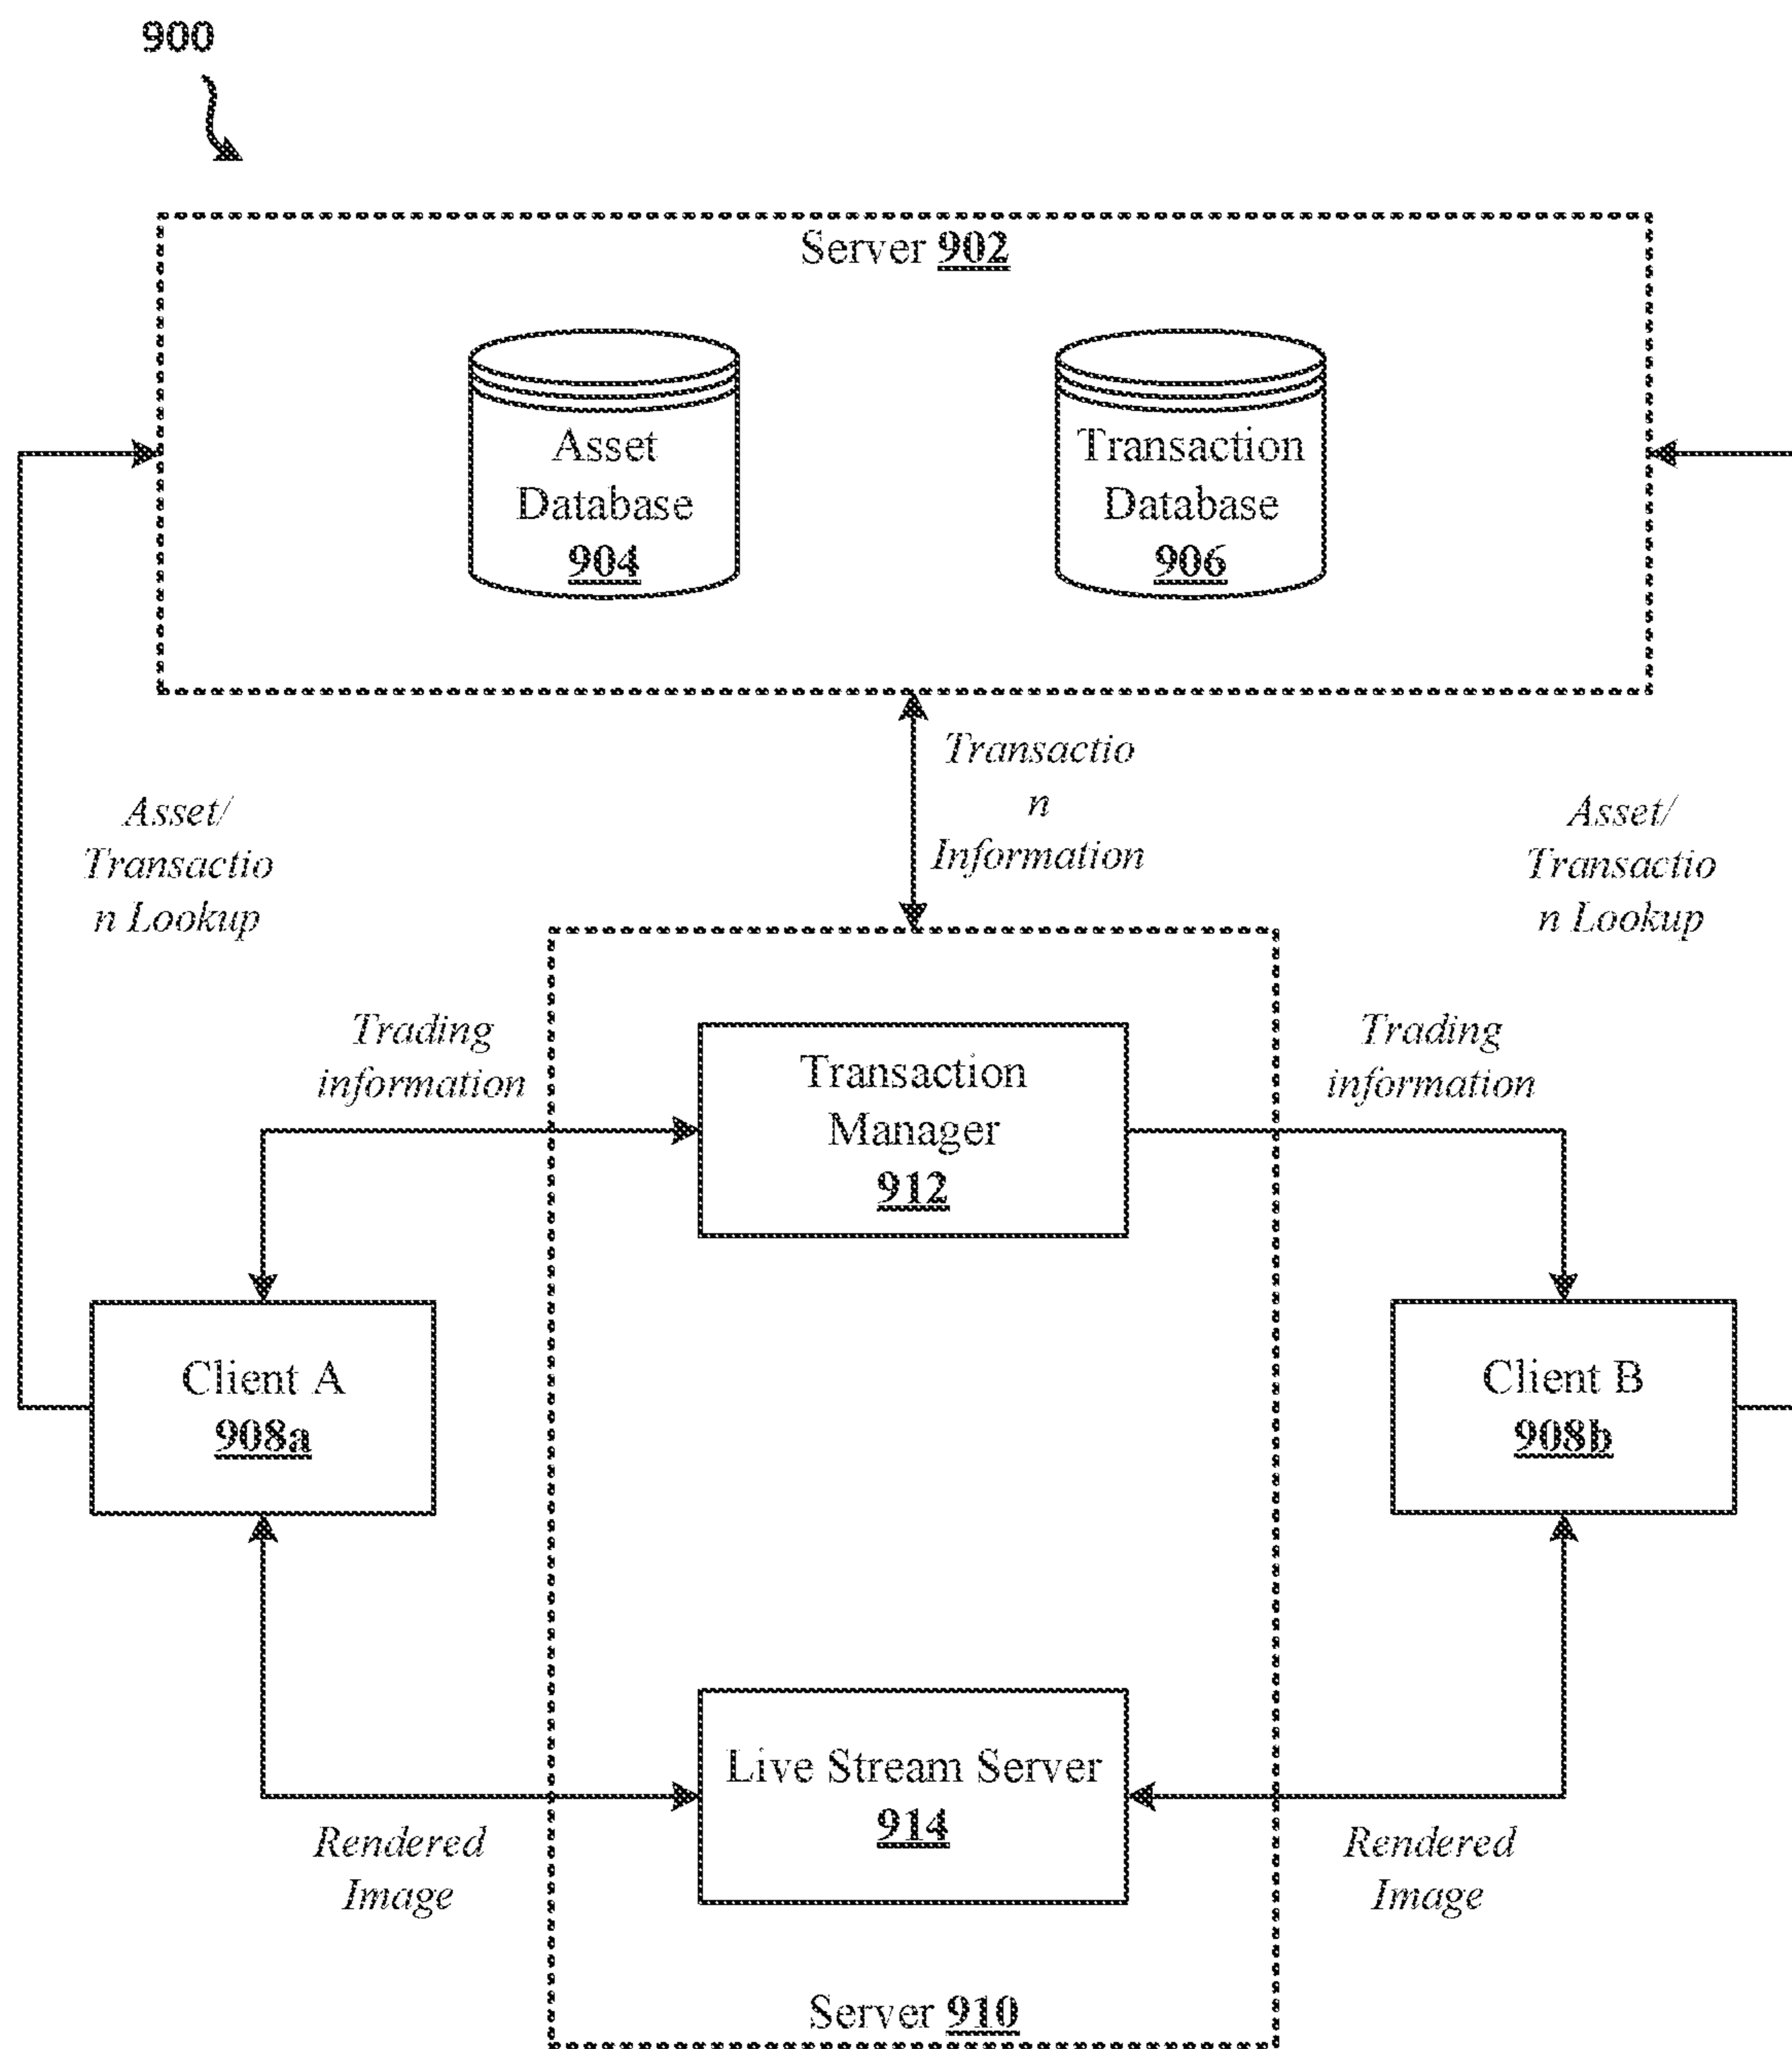 900
Server 902
Asset
Database
904
Transaction
Database
906
Transactio
n
Information
Asset/
Transactio
n Lookup
Asset/
Transactio
n Lookup
Trading
information
Transaction
Manager
912
Trading
information
Client A
908a
Client B
908b
Live Stream Server
914
Rendered
Image
Rendered
Image
Server 910